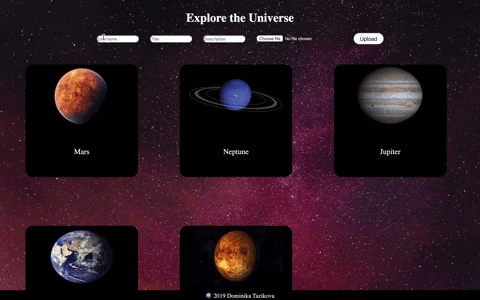 Explore the Universe
Username Title Description Choose file No file chosen Upload
Mars Neptune Jupiter
2019 Dominika Tazikova